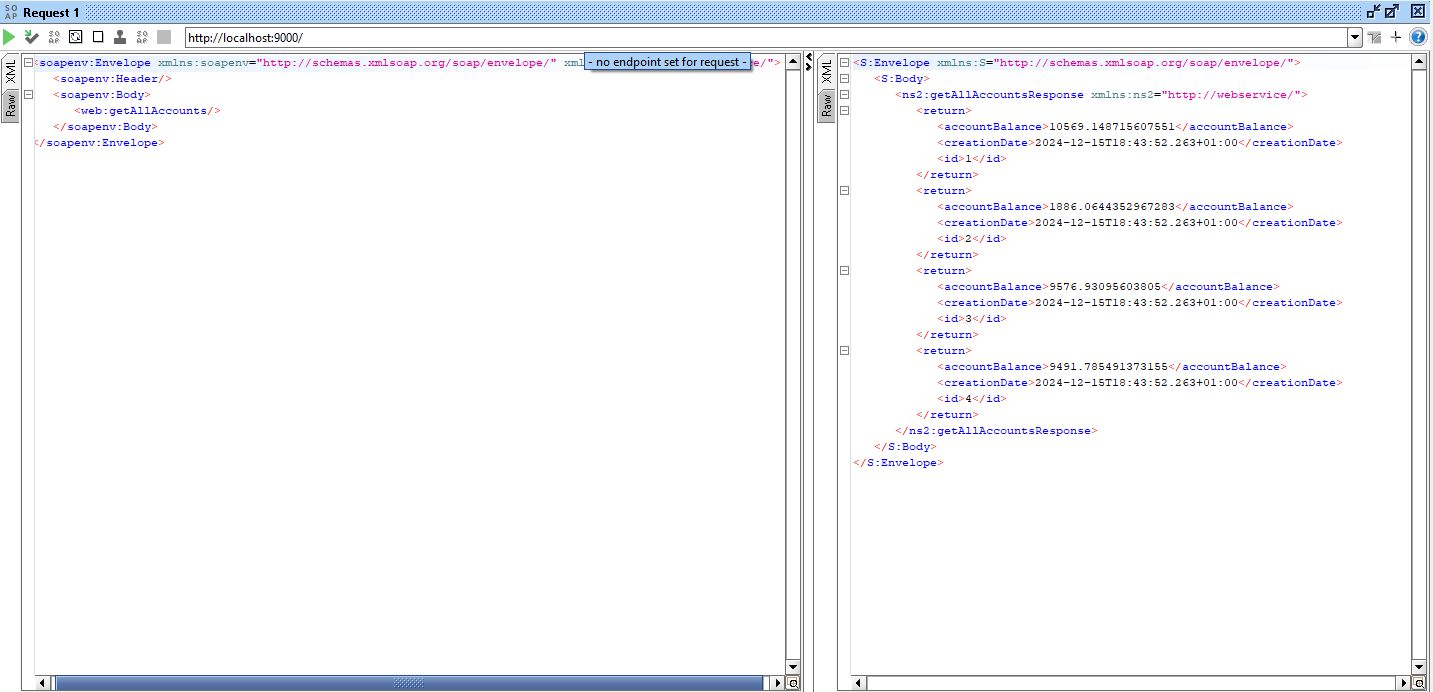 SO AP Request 1
SO AP SO AP http://localhost:9000/
XML
Raw
<soapenv:Envelope xmlns:soapenv="http://schemas.xmlsoap.org/soap/envelope/" xml
- no endpoint set for request -
e/">
<soapenv:Header/>
<soapenv:Body>
<web:getAllAccounts/>
</soapenv:Body>
</soapenv:Envelope>
XML
Raw
<S:Envelope xmlns:S="http://schemas.xmlsoap.org/soap/envelope/">
<S:Body>
<ns2:getAllAccountsResponse xmlns:ns2="http://webservice/">
<return>
<accountBalance>10569.148715607551</accountBalance>
<creationDate>2024-12-15T18:43:52.263+01:00</creationDate>
<id>1</id>
</return>
<return>
<accountBalance>1886.0644352967283</accountBalance>
<creationDate>2024-12-15T18:43:52.263+01:00</creationDate>
<id>2</id>
</return>
<return>
<accountBalance>9576.93095603805</accountBalance>
<creationDate>2024-12-15T18:43:52.263+01:00</creationDate>
<id>3</id>
</return>
<return>
<accountBalance>9491.785491373155</accountBalance>
<creationDate>2024-12-15T18:43:52.263+01:00</creationDate>
<id>4</id>
</return>
</ns2:getAllAccountsResponse>
</S:Body>
</S:Envelope>